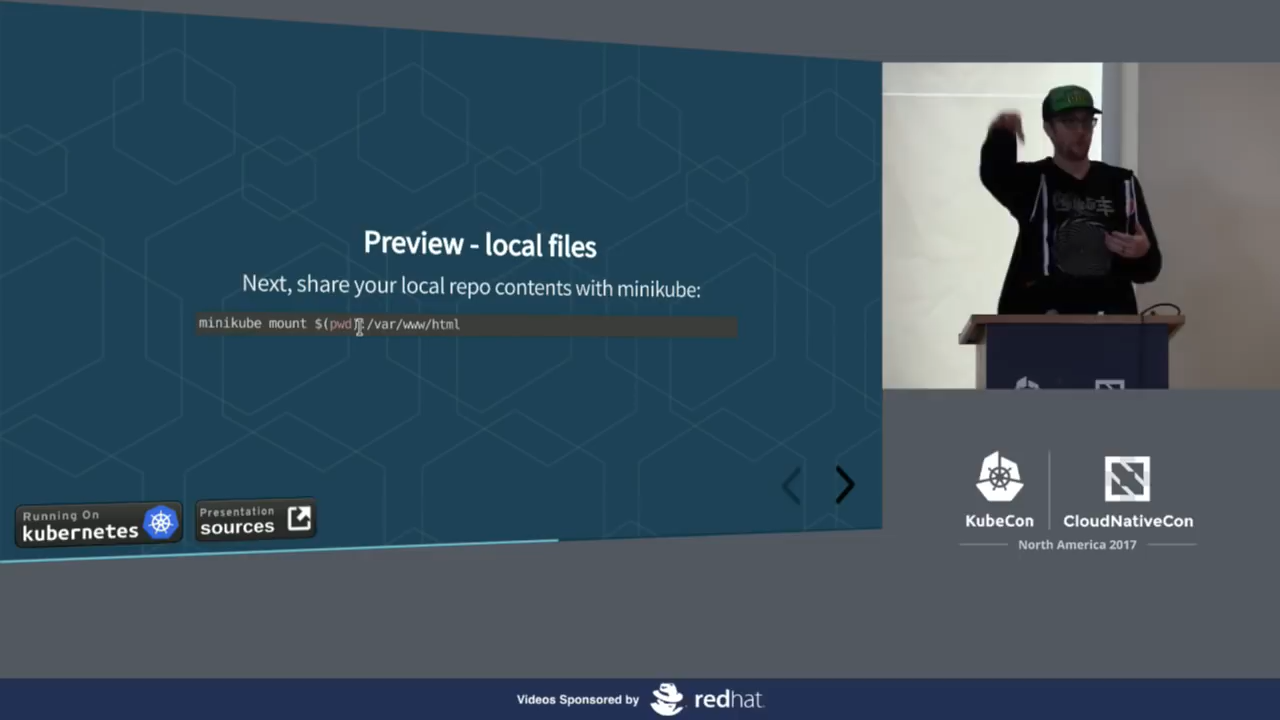 Preview - local files
Next, share your local repo contents with minikube:
minikube mount $(pwd):/var/www/html
Running On
kubernetes
Presentation
sources
KubeCon
CloudNativeCon
North America 2017
Videos Sponsored by redhat